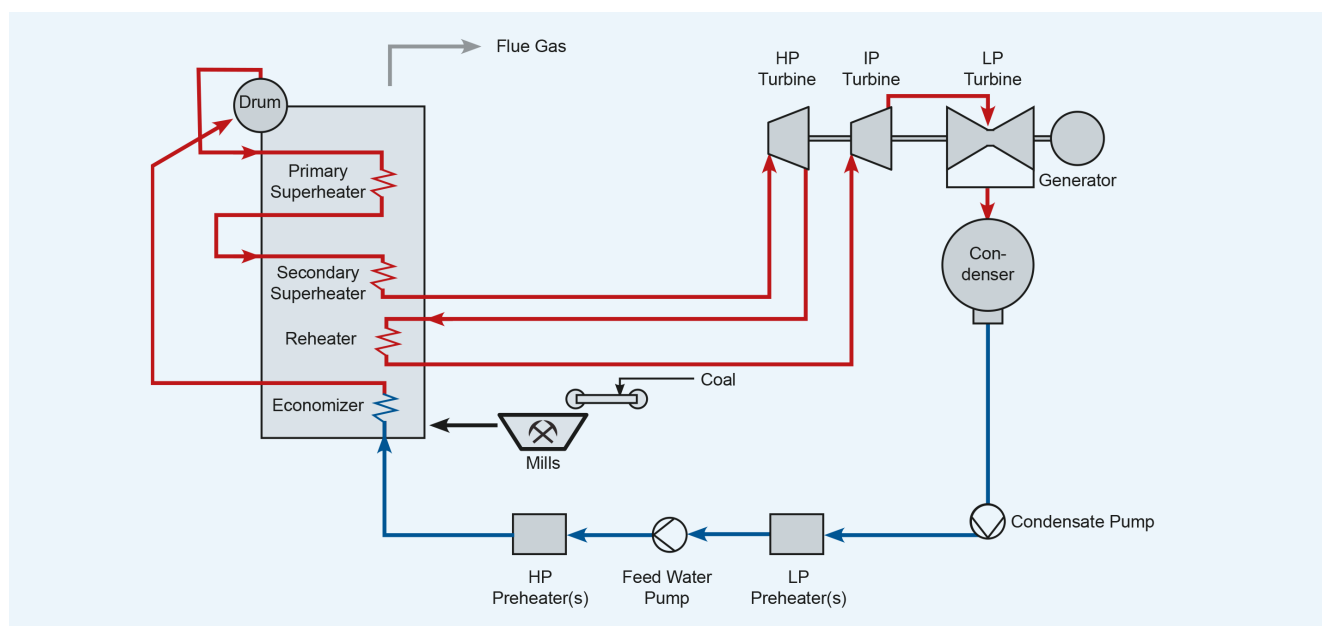 Flue Gas
HP
Turbine
IP
Turbine
LP
Turbine
Drum
Primary
Superheater
Generator
Con-
denser
Secondary
Superheater
Reheater
Coal
Economizer
Mills
Condensate Pump
HP
Preheater(s)
Feed Water
Pump
LP
Preheater(s)